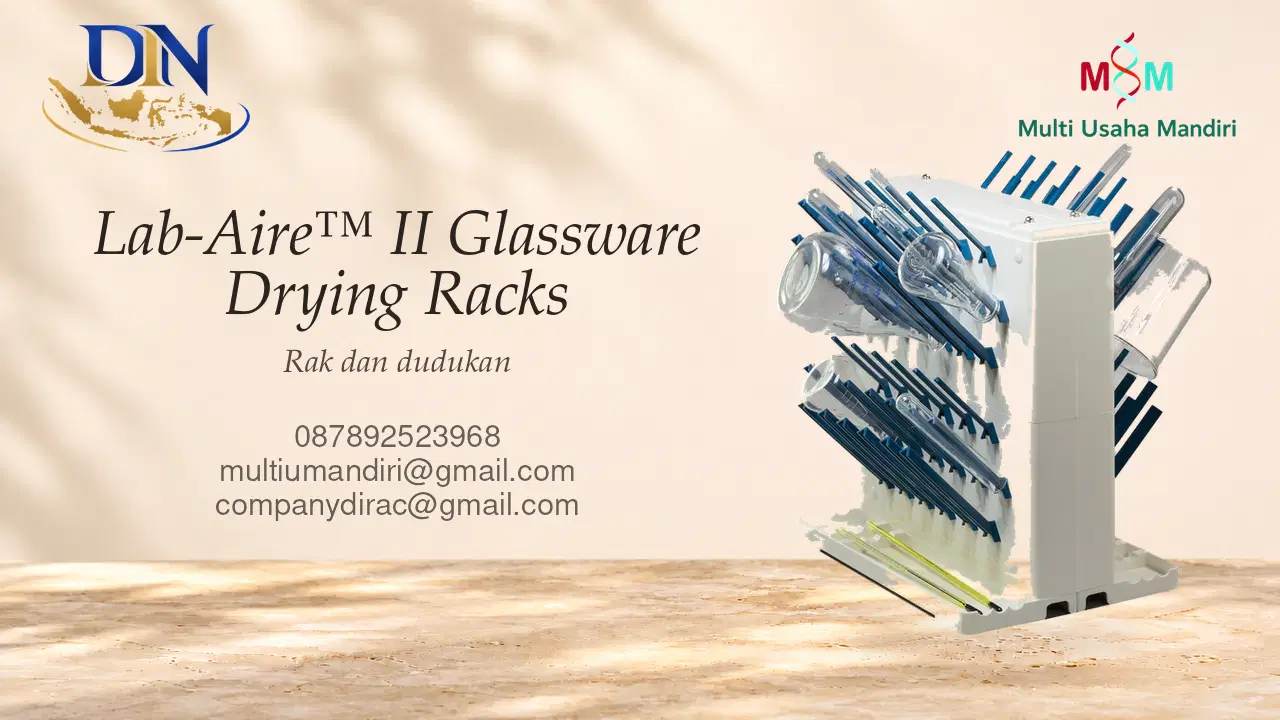 DIN
M M
Multi Usaha Mandiri
Lab-Aire™ II Glassware
Drying Racks
Rak dan dudukan
087892523968
multiumandiri@gmail.com
companydirac@gmail.com